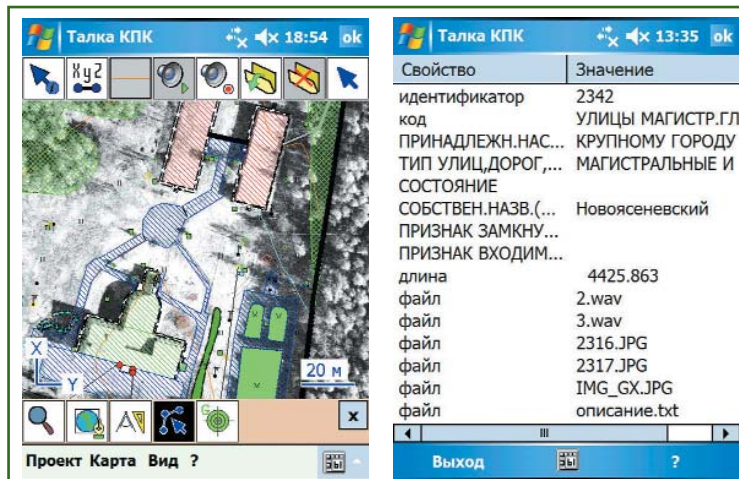 Талка КПК
18:54
ok
XyZ
X
Y
20 м
G
x
Проект Карта Вид ?
Талка КПК
13:35
ok
Свойство Значение
идентификатор 2342
код УЛИЦЫ МАГИСТР.ГЛ
ПРИНАДЛЕЖН.НАС... КРУПНОМУ ГОРОДУ
ТИП УЛИЦ,ДОРОГ,... МАГИСТРАЛЬНЫЕ И
СОСТОЯНИЕ
СОБСТВЕН.НАЗВ.(... Новоясеневский
ПРИЗНАК ЗАМКНУ...
ПРИЗНАК ВХОДИМ...
длина 4425.863
файл 2.wav
файл 3.wav
файл 2316.JPG
файл 2317.JPG
файл IMG_GX.JPG
файл описание.txt
Выход ?